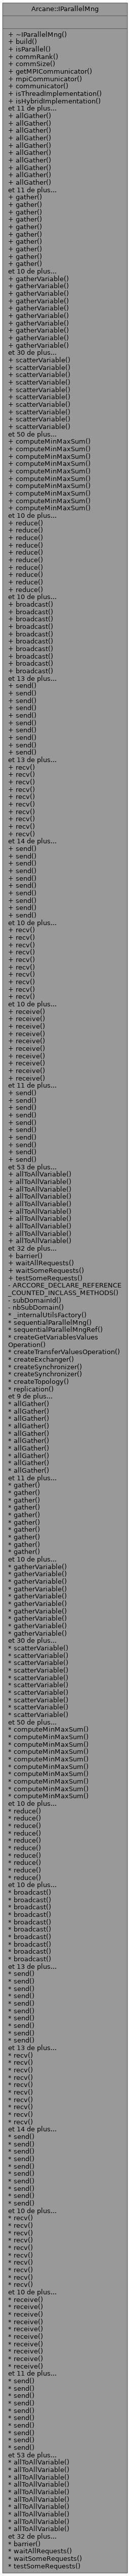 Arcane::IParallelMng
+ ~IParallelMng()
+ build()
+ isParallel()
+ commRank()
+ commSize()
+ getMPICommunicator()
+ mpiCommunicator()
+ communicator()
+ isThreadImplementation()
+ isHybridImplementation()
et 11 de plus...
+ allGather()
+ allGather()
+ allGather()
+ allGather()
+ allGather()
+ allGather()
+ allGather()
+ allGather()
+ allGather()
+ allGather()
et 11 de plus...
+ gather()
+ gather()
+ gather()
+ gather()
+ gather()
+ gather()
+ gather()
+ gather()
+ gather()
+ gather()
et 10 de plus...
+ gatherVariable()
+ gatherVariable()
+ gatherVariable()
+ gatherVariable()
+ gatherVariable()
+ gatherVariable()
+ gatherVariable()
+ gatherVariable()
+ gatherVariable()
+ gatherVariable()
et 30 de plus...
+ scatterVariable()
+ scatterVariable()
+ scatterVariable()
+ scatterVariable()
+ scatterVariable()
+ scatterVariable()
+ scatterVariable()
+ scatterVariable()
+ scatterVariable()
+ scatterVariable()
et 50 de plus...
+ computeMinMaxSum()
+ computeMinMaxSum()
+ computeMinMaxSum()
+ computeMinMaxSum()
+ computeMinMaxSum()
+ computeMinMaxSum()
+ computeMinMaxSum()
+ computeMinMaxSum()
+ computeMinMaxSum()
+ computeMinMaxSum()
et 10 de plus...
+ reduce()
+ reduce()
+ reduce()
+ reduce()
+ reduce()
+ reduce()
+ reduce()
+ reduce()
+ reduce()
+ reduce()
et 10 de plus...
+ broadcast()
+ broadcast()
+ broadcast()
+ broadcast()
+ broadcast()
+ broadcast()
+ broadcast()
+ broadcast()
+ broadcast()
+ broadcast()
et 13 de plus...
+ send()
+ send()
+ send()
+ send()
+ send()
+ send()
+ send()
+ send()
+ send()
+ send()
et 13 de plus...
+ recv()
+ recv()
+ recv()
+ recv()
+ recv()
+ recv()
+ recv()
+ recv()
+ recv()
+ recv()
et 14 de plus...
+ send()
+ send()
+ send()
+ send()
+ send()
+ send()
+ send()
+ send()
+ send()
+ send()
et 10 de plus...
+ recv()
+ recv()
+ recv()
+ recv()
+ recv()
+ recv()
+ recv()
+ recv()
+ recv()
+ recv()
et 10 de plus...
+ receive()
+ receive()
+ receive()
+ receive()
+ receive()
+ receive()
+ receive()
+ receive()
+ receive()
+ receive()
et 11 de plus...
+ send()
+ send()
+ send()
+ send()
+ send()
+ send()
+ send()
+ send()
+ send()
+ send()
et 53 de plus...
+ allToAllVariable()
+ allToAllVariable()
+ allToAllVariable()
+ allToAllVariable()
+ allToAllVariable()
+ allToAllVariable()
+ allToAllVariable()
+ allToAllVariable()
+ allToAllVariable()
+ allToAllVariable()
et 32 de plus...
+ barrier()
+ waitAllRequests()
+ waitSomeRequests()
+ testSomeRequests()
- ARCCORE_DECLARE_REFERENCE
_COUNTED_INCLASS_METHODS()
* subDomainId()
* nbSubDomain()
* _internalUtilsFactory()
* sequentialParallelMng()
* sequentialParallelMngRef()
* createGetVariablesValues
Operation()
* createTransferValuesOperation()
* createExchanger()
* createSynchronizer()
* createSynchronizer()
* createTopology()
* replication()
et 9 de plus...
* allGather()
* allGather()
* allGather()
* allGather()
* allGather()
* allGather()
* allGather()
* allGather()
* allGather()
* allGather()
et 11 de plus...
* gather()
* gather()
* gather()
* gather()
* gather()
* gather()
* gather()
* gather()
* gather()
* gather()
et 10 de plus...
* gatherVariable()
* gatherVariable()
* gatherVariable()
* gatherVariable()
* gatherVariable()
* gatherVariable()
* gatherVariable()
* gatherVariable()
* gatherVariable()
* gatherVariable()
et 30 de plus...
* scatterVariable()
* scatterVariable()
* scatterVariable()
* scatterVariable()
* scatterVariable()
* scatterVariable()
* scatterVariable()
* scatterVariable()
* scatterVariable()
* scatterVariable()
et 50 de plus...
* computeMinMaxSum()
* computeMinMaxSum()
* computeMinMaxSum()
* computeMinMaxSum()
* computeMinMaxSum()
* computeMinMaxSum()
* computeMinMaxSum()
* computeMinMaxSum()
* computeMinMaxSum()
* computeMinMaxSum()
et 10 de plus...
* reduce()
* reduce()
* reduce()
* reduce()
* reduce()
* reduce()
* reduce()
* reduce()
* reduce()
* reduce()
et 10 de plus...
* broadcast()
* broadcast()
* broadcast()
* broadcast()
* broadcast()
* broadcast()
* broadcast()
* broadcast()
* broadcast()
* broadcast()
et 13 de plus...
* send()
* send()
* send()
* send()
* send()
* send()
* send()
* send()
* send()
* send()
et 13 de plus...
* recv()
* recv()
* recv()
* recv()
* recv()
* recv()
* recv()
* recv()
* recv()
* recv()
et 14 de plus...
* send()
* send()
* send()
* send()
* send()
* send()
* send()
* send()
* send()
* send()
et 10 de plus...
* recv()
* recv()
* recv()
* recv()
* recv()
* recv()
* recv()
* recv()
* recv()
* recv()
et 10 de plus...
* receive()
* receive()
* receive()
* receive()
* receive()
* receive()
* receive()
* receive()
* receive()
* receive()
et 11 de plus...
* send()
* send()
* send()
* send()
* send()
* send()
* send()
* send()
* send()
* send()
et 53 de plus...
* allToAllVariable()
* allToAllVariable()
* allToAllVariable()
* allToAllVariable()
* allToAllVariable()
* allToAllVariable()
* allToAllVariable()
* allToAllVariable()
* allToAllVariable()
* allToAllVariable()
et 32 de plus...
* barrier()
* waitAllRequests()
* waitSomeRequests()
* testSomeRequests()